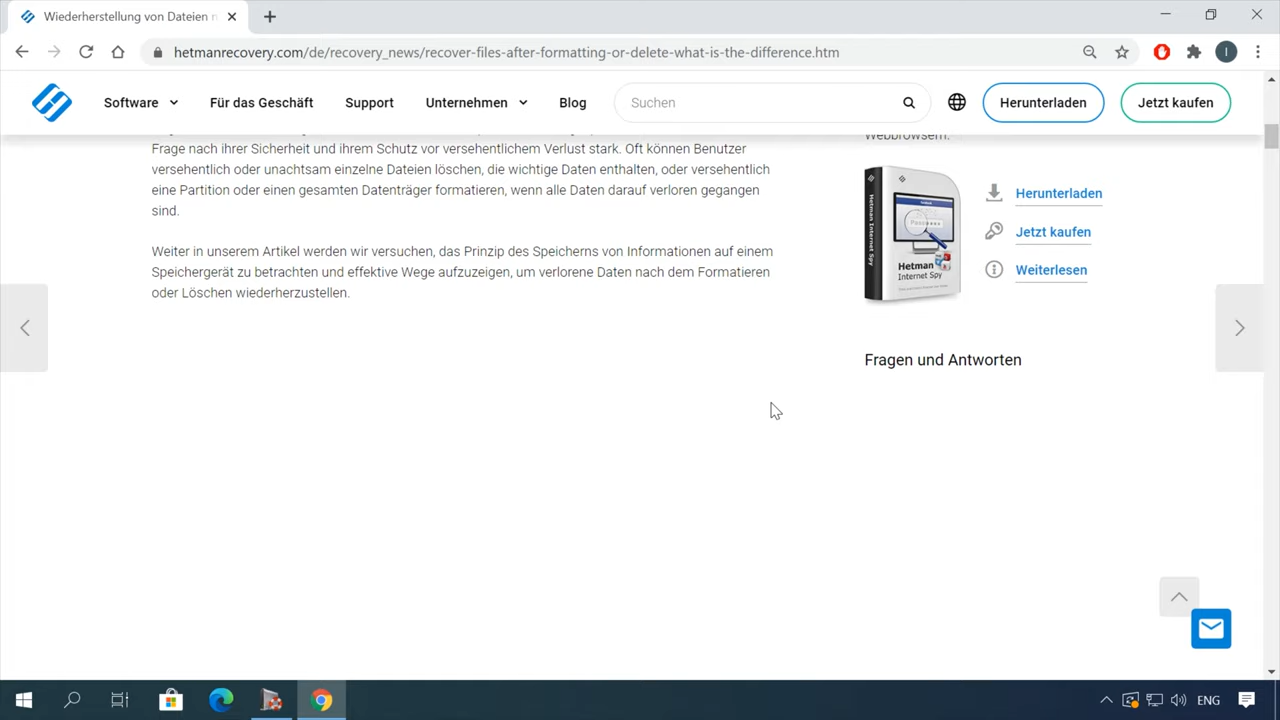 Wiederherstellung von Dateien n
hetmanrecovery.com/de/recovery_news/recover-files-after-formatting-or-delete-what-is-the-difference.htm
I
Software
Für das Geschäft
Support
Unternehmen
Blog
Suchen
Herunterladen
Jetzt kaufen
Frage nach ihrer Sicherheit und ihrem Schutz vor versehentlichem Verlust stark. Oft können Benutzer
versehentlich oder unachtsam einzelne Dateien löschen, die wichtige Daten enthalten, oder versehentlich
eine Partition oder einen gesamten Datenträger formatieren, wenn alle Daten darauf verloren gegangen
sind.
Weiter in unserem Artikel werden wir versuchen, das Prinzip des Speicherns von Informationen auf einem
Speichergerät zu betrachten und effektive Wege aufzuzeigen, um verlorene Daten nach dem Formatieren
oder Löschen wiederherzustellen.
Webbrowsern.
Hetman Internet Spy
Hetman
Internet Spy
Herunterladen
Jetzt kaufen
Weiterlesen
Fragen und Antworten
ENG